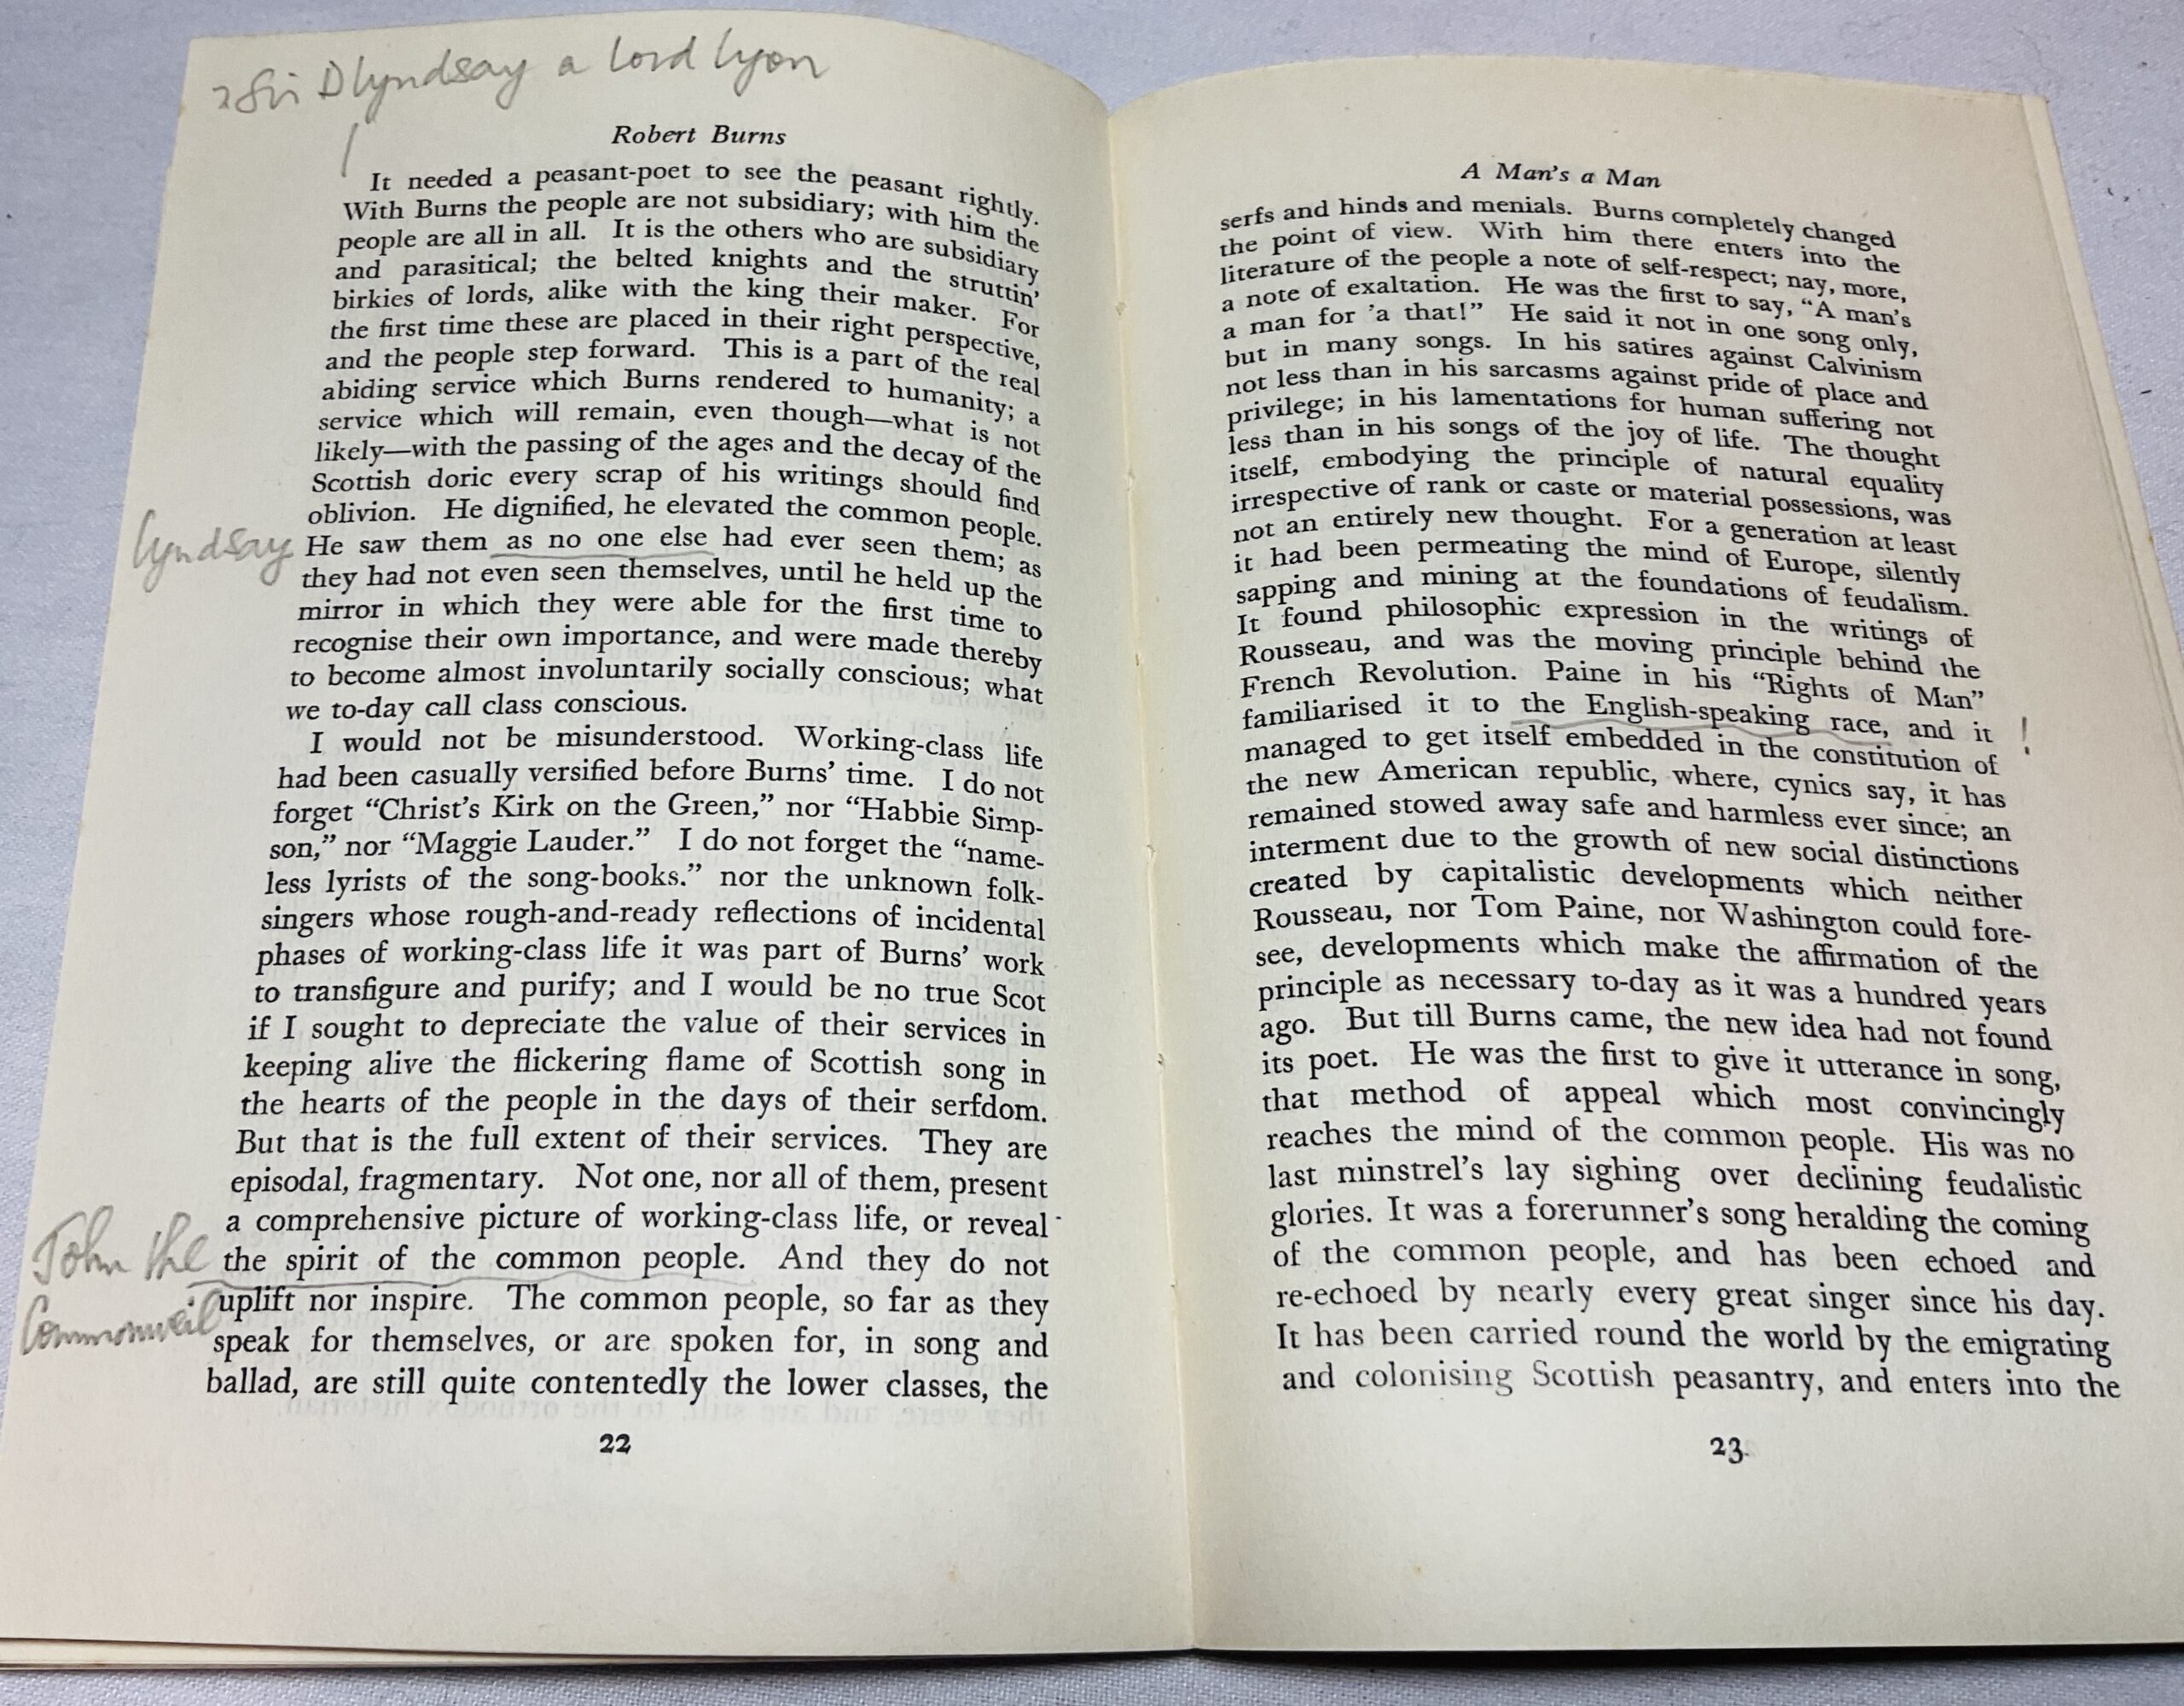 ? Sir D lyndsay a lord lyon
Robert Burns
It needed a peasant-poet to see the peasant rightly.
With Burns the people are not subsidiary; with him the
people are all in all. It is the others who are subsidiary
and parasitical; the belted knights and the struttin'
birkies of lords, alike with the king their maker. For
the first time these are placed in their right perspective,
and the people step forward. This is a part of the real
abiding service which Burns rendered to humanity; a
service which will remain, even though—what is not
likely—with the passing of the ages and the decay of the
Scottish doric every scrap of his writings should find
oblivion. He dignified, he elevated the common people.
lyndsay
He saw them as no one else had ever seen them; as
they had not even seen themselves, until he held up the
mirror in which they were able for the first time to
recognise their own importance, and were made thereby
to become almost involuntarily socially conscious; what
we to-day call class conscious.
I would not be misunderstood. Working-class life
had been casually versified before Burns' time. I do not
forget "Christ's Kirk on the Green," nor "Habbie Simp-
son," nor "Maggie Lauder." I do not forget the "name-
less lyrists of the song-books." nor the unknown folk-
singers whose rough-and-ready reflections of incidental
phases of working-class life it was part of Burns' work
to transfigure and purify; and I would be no true Scot
if I sought to depreciate the value of their services in
keeping alive the flickering flame of Scottish song in
the hearts of the people in the days of their serfdom.
But that is the full extent of their services. They are
episodal, fragmentary. Not one, nor all of them, present
a comprehensive picture of working-class life, or reveal
John the
the spirit of the common people. And they do not
Commonweil
uplift nor inspire. The common people, so far as they
speak for themselves, or are spoken for, in song and
ballad, are still quite contentedly the lower classes, the
22
A Man's a Man
serfs and hinds and menials. Burns completely changed
the point of view. With him there enters into the
literature of the people a note of self-respect; nay, more,
a note of exaltation. He was the first to say, "A man's
a man for 'a that!" He said it not in one song only,
but in many songs. In his satires against Calvinism
not less than in his sarcasms against pride of place and
privilege; in his lamentations for human suffering not
less than in his songs of the joy of life. The thought
itself, embodying the principle of natural equality
irrespective of rank or caste or material possessions, was
not an entirely new thought. For a generation at least
it had been permeating the mind of Europe, silently
sapping and mining at the foundations of feudalism.
It found philosophic expression in the writings of
Rousseau, and was the moving principle behind the
French Revolution. Paine in his "Rights of Man"
familiarised it to the English-speaking race, and it !
managed to get itself embedded in the constitution of
the new American republic, where, cynics say, it has
remained stowed away safe and harmless ever since; an
interment due to the growth of new social distinctions
created by capitalistic developments which neither
Rousseau, nor Tom Paine, nor Washington could fore-
see, developments which make the affirmation of the
principle as necessary to-day as it was a hundred years
ago. But till Burns came, the new idea had not found
its poet. He was the first to give it utterance in song,
that method of appeal which most convincingly
reaches the mind of the common people. His was no
last minstrel's lay sighing over declining feudalistic
glories. It was a forerunner's song heralding the coming
of the common people, and has been echoed and
re-echoed by nearly every great singer since his day.
It has been carried round the world by the emigrating
and colonising Scottish peasantry, and enters into the
23